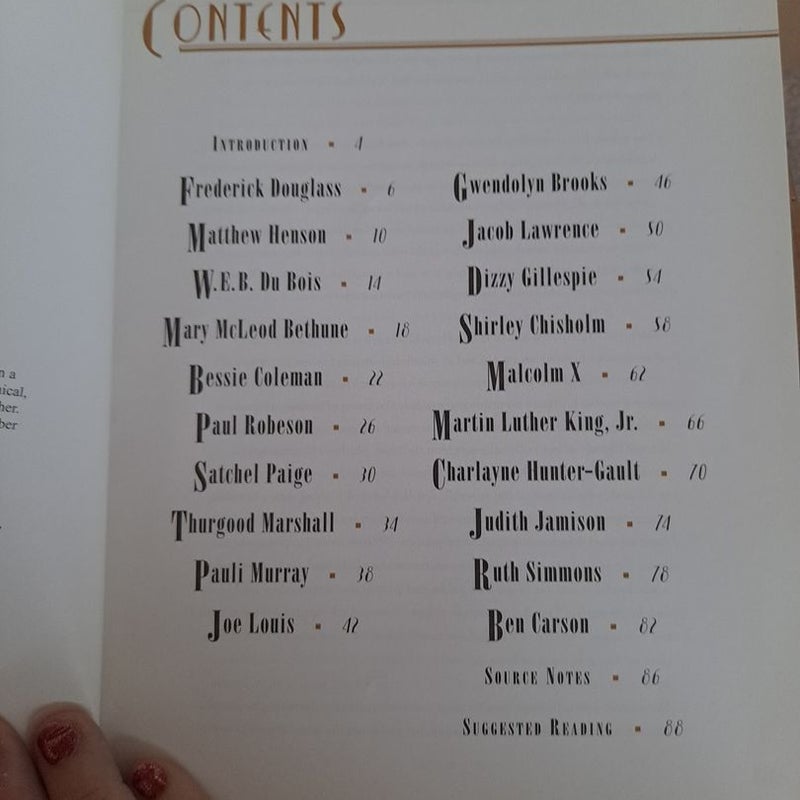 CONTENTS
INTRODUCTION ▪ 4
Frederick Douglass ▪ 6
Matthew Henson ▪ 10
W.E.B. Du Bois ▪ 14
Mary McLeod Bethune ▪ 18
Bessie Coleman ▪ 22
Paul Robeson ▪ 26
Satchel Paige ▪ 30
Thurgood Marshall ▪ 34
Pauli Murray ▪ 38
Joe Louis ▪ 42
Gwendolyn Brooks ▪ 46
Jacob Lawrence ▪ 50
Dizzy Gillespie ▪ 54
Shirley Chisholm ▪ 58
Malcolm X ▪ 62
Martin Luther King, Jr. ▪ 66
Charlayne Hunter-Gault ▪ 70
Judith Jamison ▪ 74
Ruth Simmons ▪ 78
Ben Carson ▪ 82
SOURCE NOTES ▪ 86
SUGGESTED READING ▪ 88